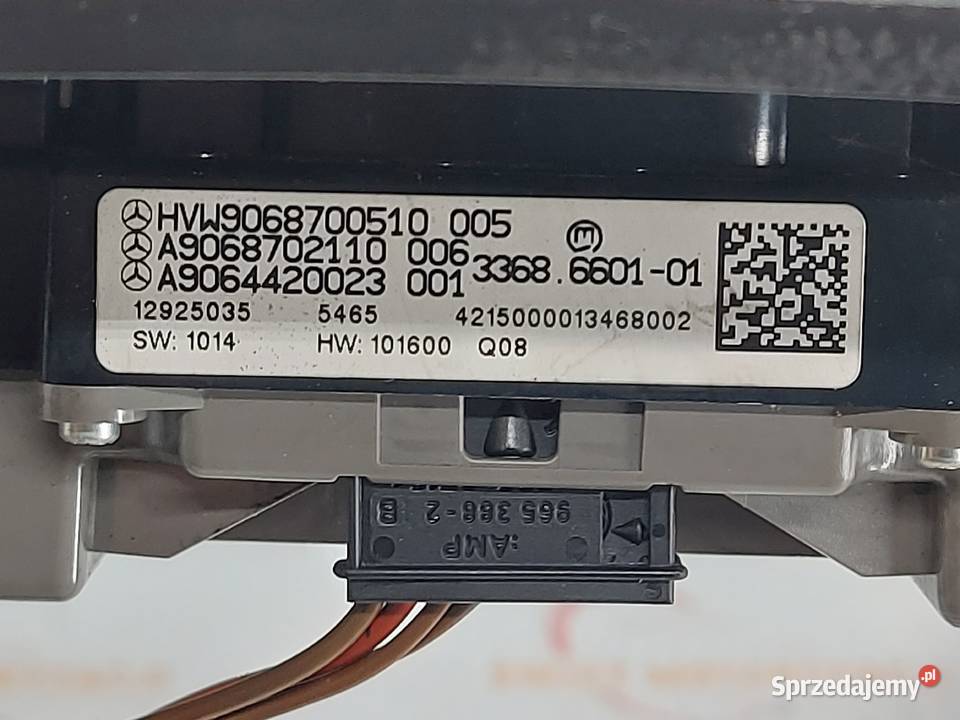 HVW9068700510 005
A9068702110 006
A9064420023 001
E
3368.6601-01
12925035 5465 4215000013468002
SW: 1014 HW: 101600 Q08
965 386-2 B
:AMP
Sprzedajemy.pl